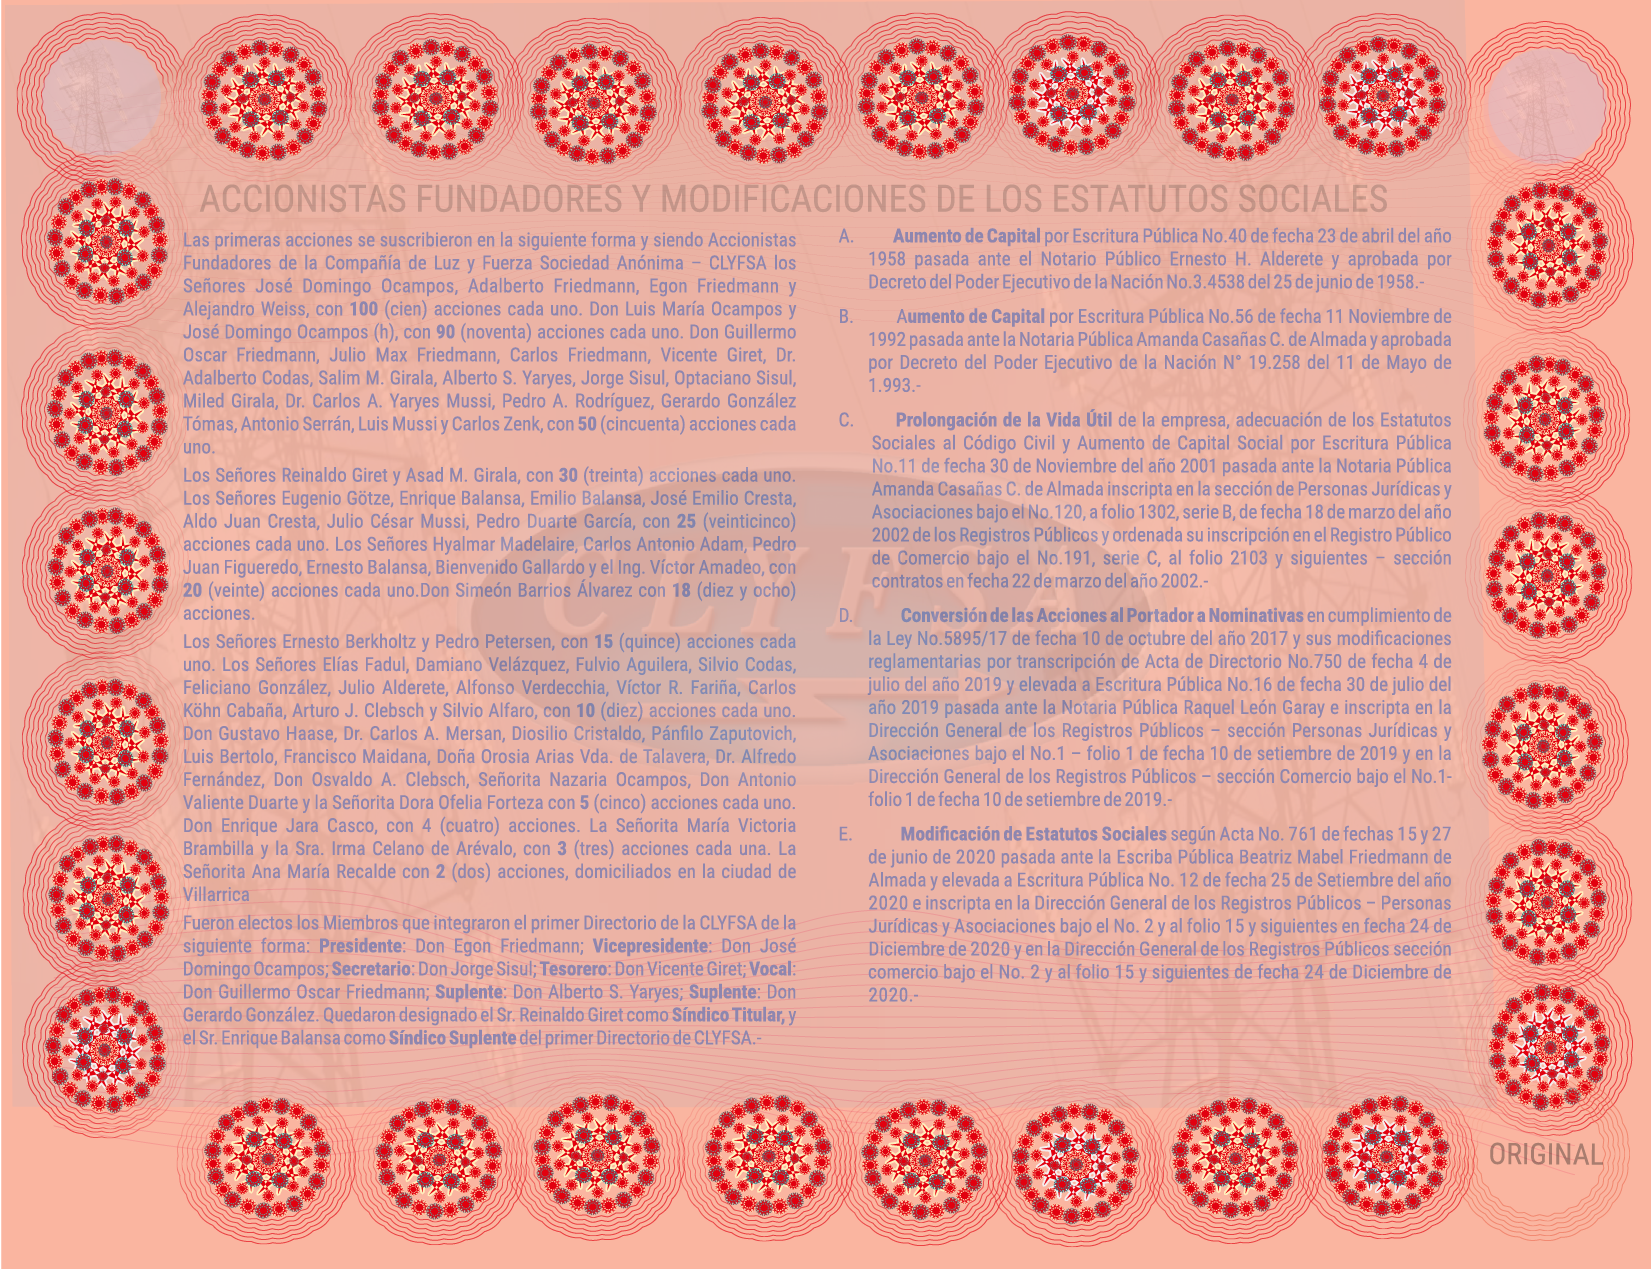 ACCIONISTAS FUNDADORES Y MODIFICACIONES DE LOS ESTATUTOS SOCIALES
Las primeras acciones se suscribieron en la siguiente forma y siendo Accionistas
Fundadores de la Compañía de Luz y Fuerza Sociedad Anónima – CLYFSA los
Señores José Domingo Ocampos, Adalberto Friedmann, Egon Friedmann y
Alejandro Weiss, con 100 (cien) acciones cada uno. Don Luis María Ocampos y
José Domingo Ocampos (h), con 90 (noventa) acciones cada uno. Don Guillermo
Oscar Friedmann, Julio Max Friedmann, Carlos Friedmann, Vicente Giret, Dr.
Adalberto Codas, Salim M. Girala, Alberto S. Yaryes, Jorge Sisul, Optaciano Sisul,
Miled Girala, Dr. Carlos A. Yaryes Mussi, Pedro A. Rodríguez, Gerardo González
Tómas, Antonio Serrán, Luis Mussi y Carlos Zenk, con 50 (cincuenta) acciones cada
uno.
Los Señores Reinaldo Giret y Asad M. Girala, con 30 (treinta) acciones cada uno.
Los Señores Eugenio Götze, Enrique Balansa, Emilio Balansa, José Emilio Cresta,
Aldo Juan Cresta, Julio César Mussi, Pedro Duarte García, con 25 (veinticinco)
acciones cada uno. Los Señores Hyalmar Madelaire, Carlos Antonio Adam, Pedro
Juan Figueredo, Ernesto Balansa, Bienvenido Gallardo y el Ing. Víctor Amadeo, con
20 (veinte) acciones cada uno.Don Simeón Barrios Álvarez con 18 (diez y ocho)
acciones.
Los Señores Ernesto Berkholtz y Pedro Petersen, con 15 (quince) acciones cada
uno. Los Señores Elías Fadul, Damiano Velázquez, Fulvio Aguilera, Silvio Codas,
Feliciano González, Julio Alderete, Alfonso Verdecchia, Víctor R. Fariña, Carlos
Köhn Cabaña, Arturo J. Clebsch y Silvio Alfaro, con 10 (diez) acciones cada uno.
Don Gustavo Haase, Dr. Carlos A. Mersan, Diosilio Cristaldo, Pánfilo Zaputovich,
Luis Bertolo, Francisco Maidana, Doña Orosia Arias Vda. de Talavera, Dr. Alfredo
Fernández, Don Osvaldo A. Clebsch, Señorita Nazaria Ocampos, Don Antonio
Valiente Duarte y la Señorita Dora Ofelia Forteza con 5 (cinco) acciones cada uno.
Don Enrique Jara Casco, con 4 (cuatro) acciones. La Señorita María Victoria
Brambilla y la Sra. Irma Celano de Arévalo, con 3 (tres) acciones cada una. La
Señorita Ana María Recalde con 2 (dos) acciones, domiciliados en la ciudad de
Villarrica
Fueron electos los Miembros que integraron el primer Directorio de la CLYFSA de la
siguiente forma: Presidente: Don Egon Friedmann; Vicepresidente: Don José
Domingo Ocampos; Secretario: Don Jorge Sisul; Tesorero: Don Vicente Giret; Vocal:
Don Guillermo Oscar Friedmann; Suplente: Don Alberto S. Yaryes; Suplente: Don
Gerardo González. Quedaron designado el Sr. Reinaldo Giret como Síndico Titular, y
el Sr. Enrique Balansa como Síndico Suplente del primer Directorio de CLYFSA.-
A. Aumento de Capital por Escritura Pública No.40 de fecha 23 de abril del año
1958 pasada ante el Notario Público Ernesto H. Alderete y aprobada por
Decreto del Poder Ejecutivo de la Nación No.3.4538 del 25 de junio de 1958.-
B. Aumento de Capital por Escritura Pública No.56 de fecha 11 Noviembre de
1992 pasada ante la Notaria Pública Amanda Casañas C. de Almada y aprobada
por Decreto del Poder Ejecutivo de la Nación N° 19.258 del 11 de Mayo de
1.993.-
C. Prolongación de la Vida Útil de la empresa, adecuación de los Estatutos
Sociales al Código Civil y Aumento de Capital Social por Escritura Pública
No.11 de fecha 30 de Noviembre del año 2001 pasada ante la Notaria Pública
Amanda Casañas C. de Almada inscripta en la sección de Personas Jurídicas y
Asociaciones bajo el No.120, a folio 1302, serie B, de fecha 18 de marzo del año
2002 de los Registros Públicos y ordenada su inscripción en el Registro Público
de Comercio bajo el No.191, serie C, al folio 2103 y siguientes – sección
contratos en fecha 22 de marzo del año 2002.-
D. Conversión de las Acciones al Portador a Nominativas en cumplimiento de
la Ley No.5895/17 de fecha 10 de octubre del año 2017 y sus modificaciones
reglamentarias por transcripción de Acta de Directorio No.750 de fecha 4 de
julio del año 2019 y elevada a Escritura Pública No.16 de fecha 30 de julio del
año 2019 pasada ante la Notaria Pública Raquel León Garay e inscripta en la
Dirección General de los Registros Públicos – sección Personas Jurídicas y
Asociaciones bajo el No.1 – folio 1 de fecha 10 de setiembre de 2019 y en la
Dirección General de los Registros Públicos – sección Comercio bajo el No.1-
folio 1 de fecha 10 de setiembre de 2019.-
E. Modificación de Estatutos Sociales según Acta No. 761 de fechas 15 y 27
de junio de 2020 pasada ante la Escriba Pública Beatriz Mabel Friedmann de
Almada y elevada a Escritura Pública No. 12 de fecha 25 de Setiembre del año
2020 e inscripta en la Dirección General de los Registros Públicos – Personas
Jurídicas y Asociaciones bajo el No. 2 y al folio 15 y siguientes en fecha 24 de
Diciembre de 2020 y en la Dirección General de los Registros Públicos sección
comercio bajo el No. 2 y al folio 15 y siguientes de fecha 24 de Diciembre de
2020.-
CLYFSA
ORIGINAL